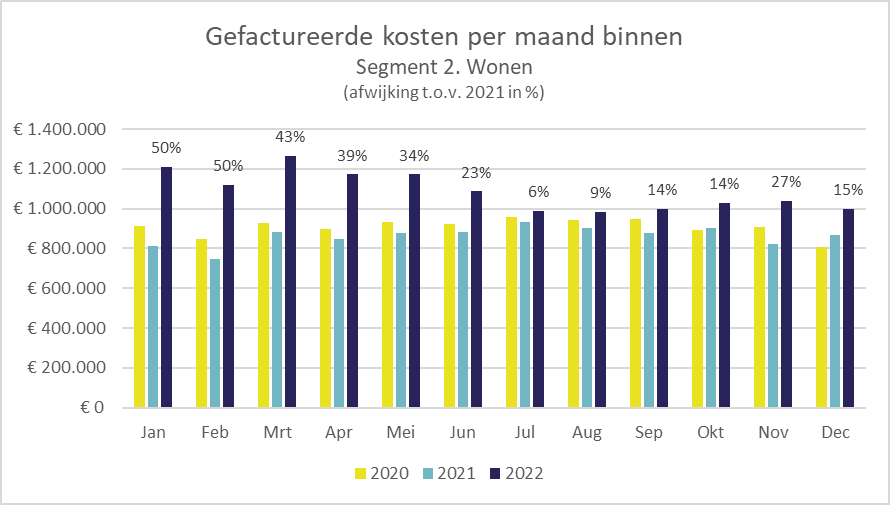 Gefactureerde kosten per maand binnen
Segment 2. Wonen
(afwijking t.o.v. 2021 in %)
€ 1.400.000
€ 1.200.000
€ 1.000.000
€ 800.000
€ 600.000
€ 400.000
€ 200.000
€ 0
50% 50% 43% 39% 34% 23% 6% 9% 14% 14% 27% 15%
Jan Feb Mrt Apr Mei Jun Jul Aug Sep Okt Nov Dec
2020 2021 2022